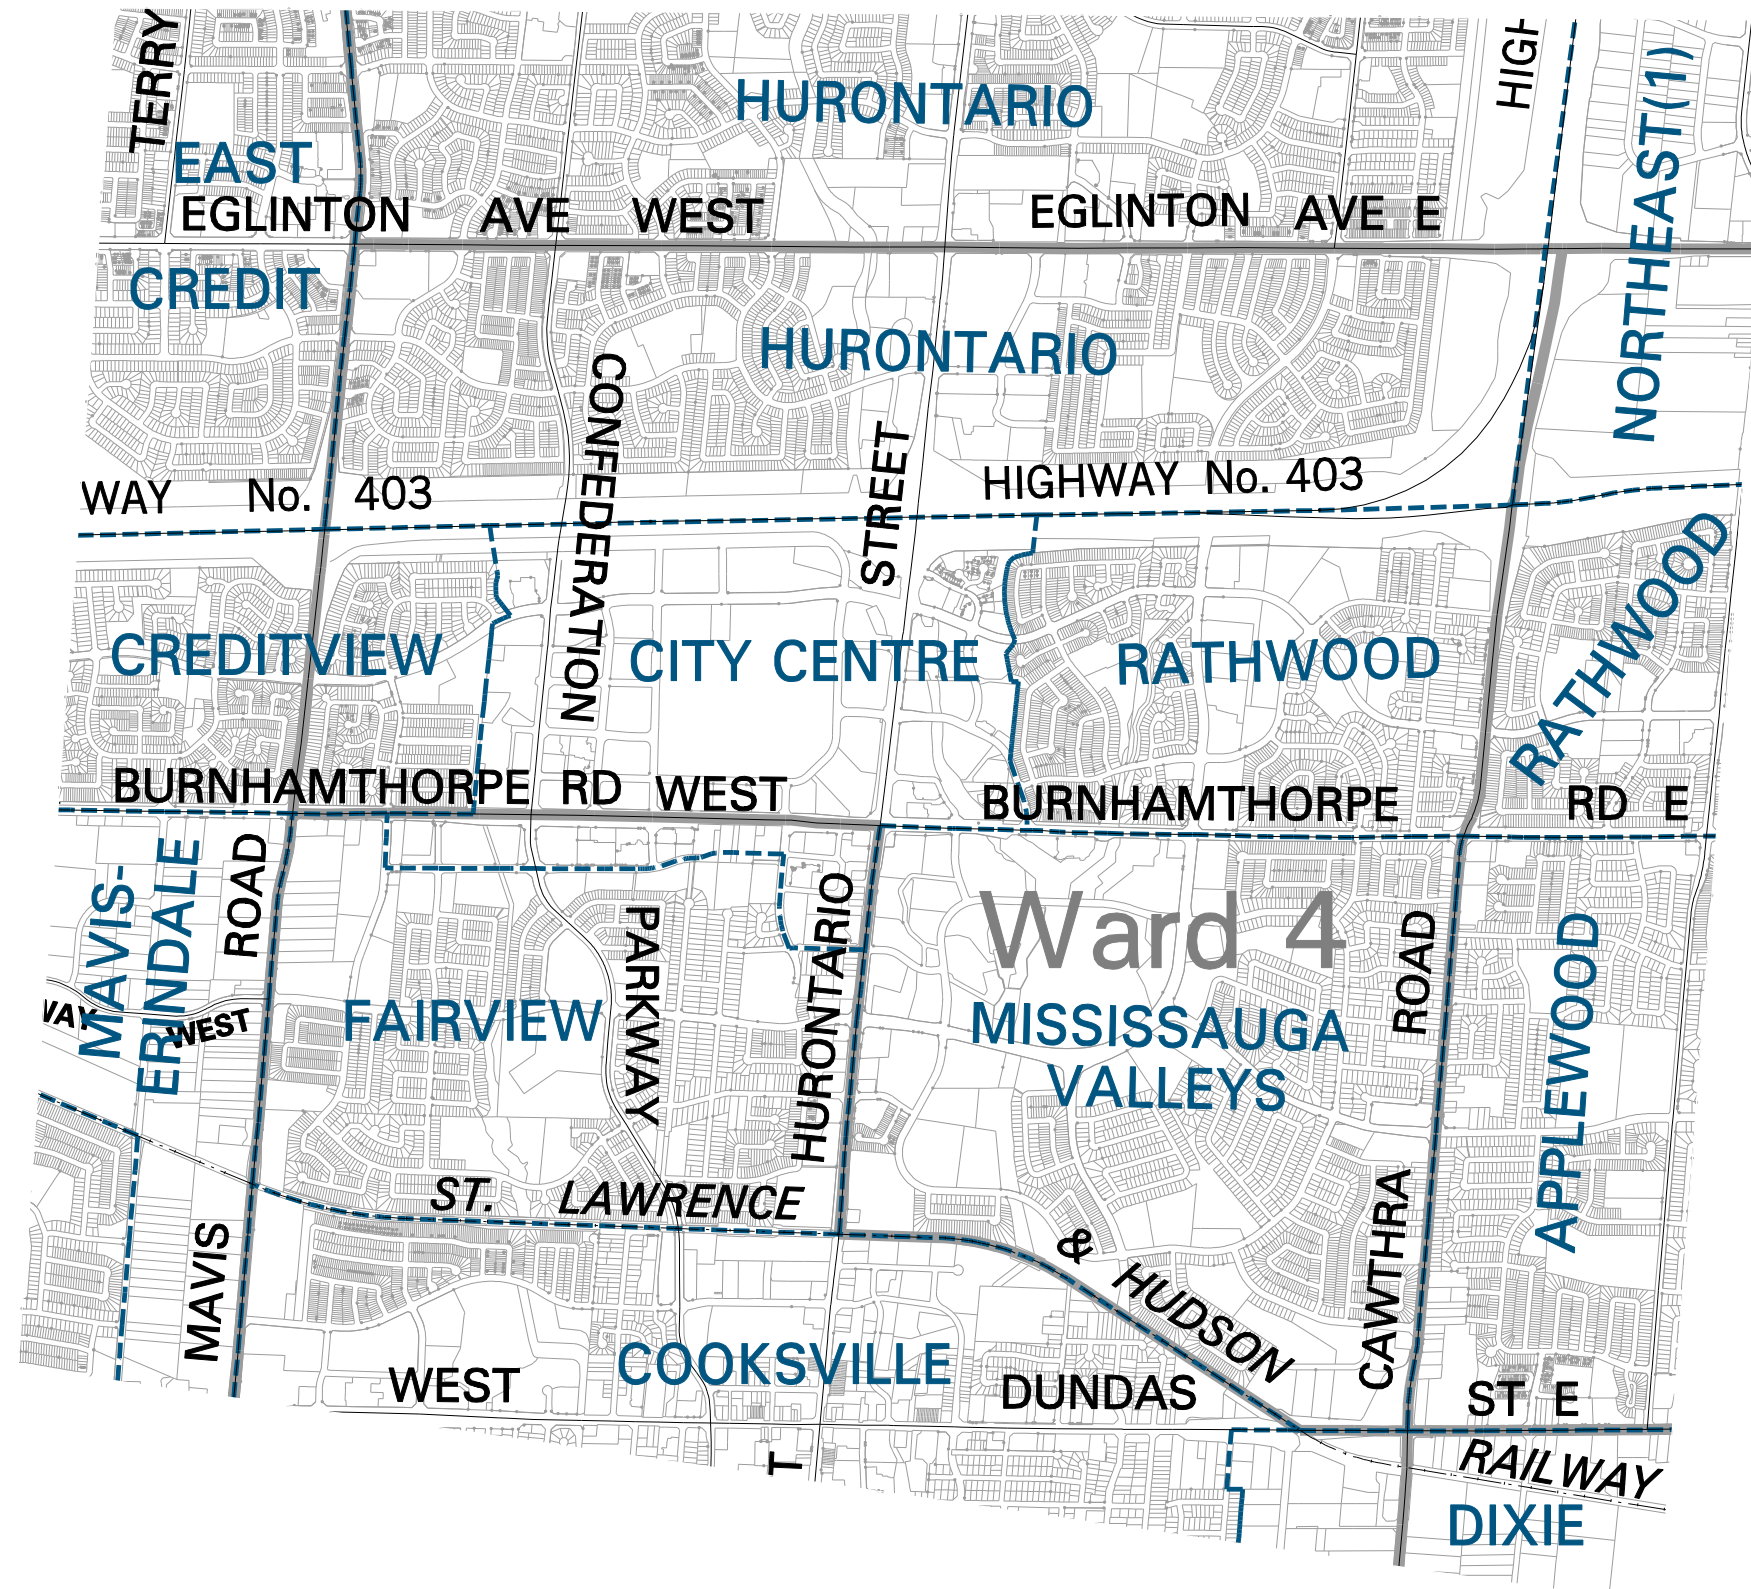 TERRY
HURONTARIO
HIGH
NORTHEAST(1)
EAST
EGLINTON AVE WEST
EGLINTON AVE E
CREDIT
HURONTARIO
CONFEDERATION
STREET
WAY No. 403
HIGHWAY No. 403
CREDITVIEW
CITY CENTRE
RATHWOOD
RATHWOOD
BURNHAMTHORPE RD WEST
BURNHAMTHORPE RD E
MAVIS-
ERINDALE
ROAD
PARKWAY
HURONTARIO
Ward 4
ROAD
APPLEWOOD
WAY WEST
FAIRVIEW
MISSISSAUGA
VALLEYS
ST. LAWRENCE & HUDSON RAILWAY
MAVIS
CAWTHRA
COOKSVILLE
WEST
DUNDAS ST E
T
DIXIE